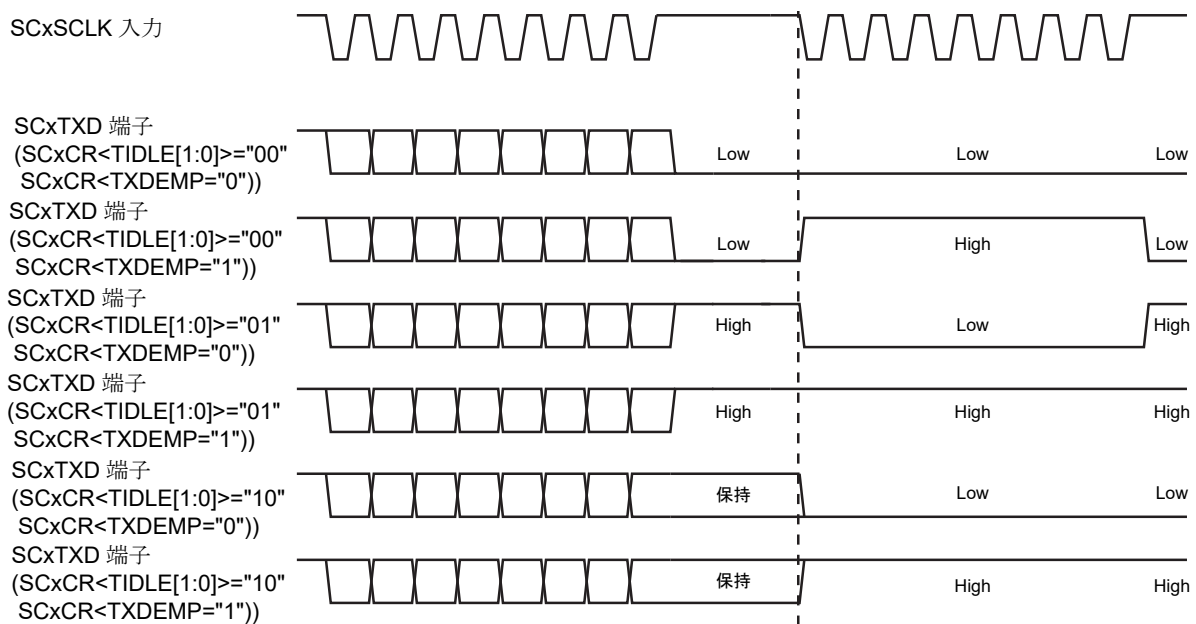 SCxSCLK 入力
SCxTXD 端子
(SCxCR<TIDLE[1:0]>="00"
SCxCR<TXDEMP="0"))
Low
Low
Low
SCxTXD 端子
(SCxCR<TIDLE[1:0]>="00"
SCxCR<TXDEMP="1"))
Low
High
Low
SCxTXD 端子
(SCxCR<TIDLE[1:0]>="01"
SCxCR<TXDEMP="0"))
High
Low
High
SCxTXD 端子
(SCxCR<TIDLE[1:0]>="01"
SCxCR<TXDEMP="1"))
High
High
High
SCxTXD 端子
(SCxCR<TIDLE[1:0]>="10"
SCxCR<TXDEMP="0"))
保持
Low
Low
SCxTXD 端子
(SCxCR<TIDLE[1:0]>="10"
SCxCR<TXDEMP="1"))
保持
High
High